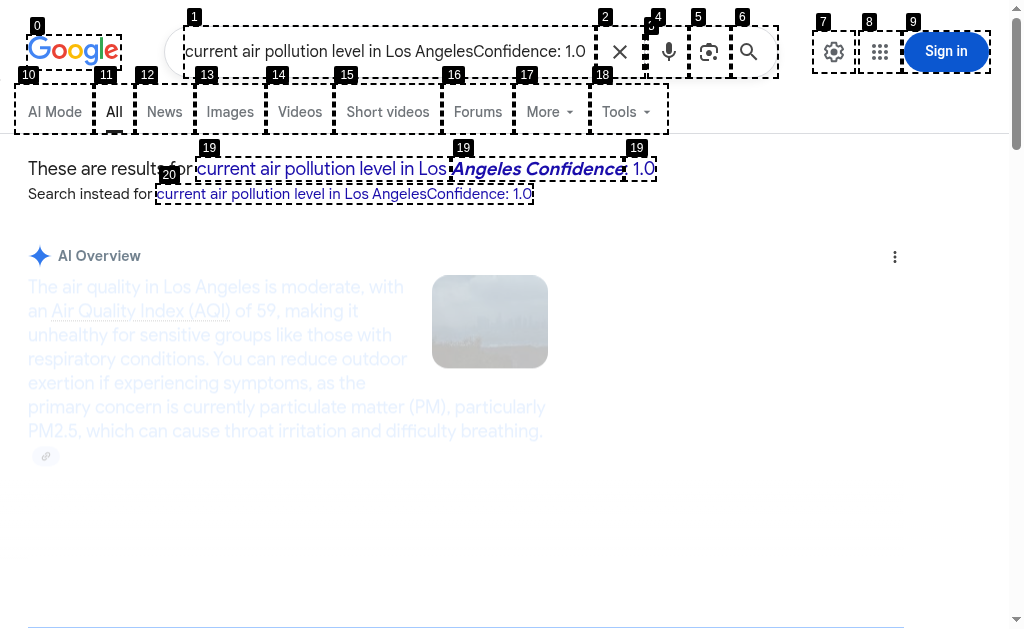 Google
current air pollution level in Los AngelesConfidence: 1.0
Sign in
0
1
2
4
5
6
7
8
9
10
11
12
13
14
15
16
17
18
AI Mode
All
News
Images
Videos
Short videos
Forums
More
Tools
19
19
19
These are results for current air pollution level in Los Angeles Confidence: 1.0
20
Search instead for current air pollution level in Los AngelesConfidence: 1.0
AI Overview
The air quality in Los Angeles is moderate, with
an Air Quality Index (AQI) of 59, making it
unhealthy for sensitive groups like those with
respiratory conditions. You can reduce outdoor
exertion if experiencing symptoms, as the
primary concern is currently particulate matter (PM), particularly
PM2.5, which can cause throat irritation and difficulty breathing.